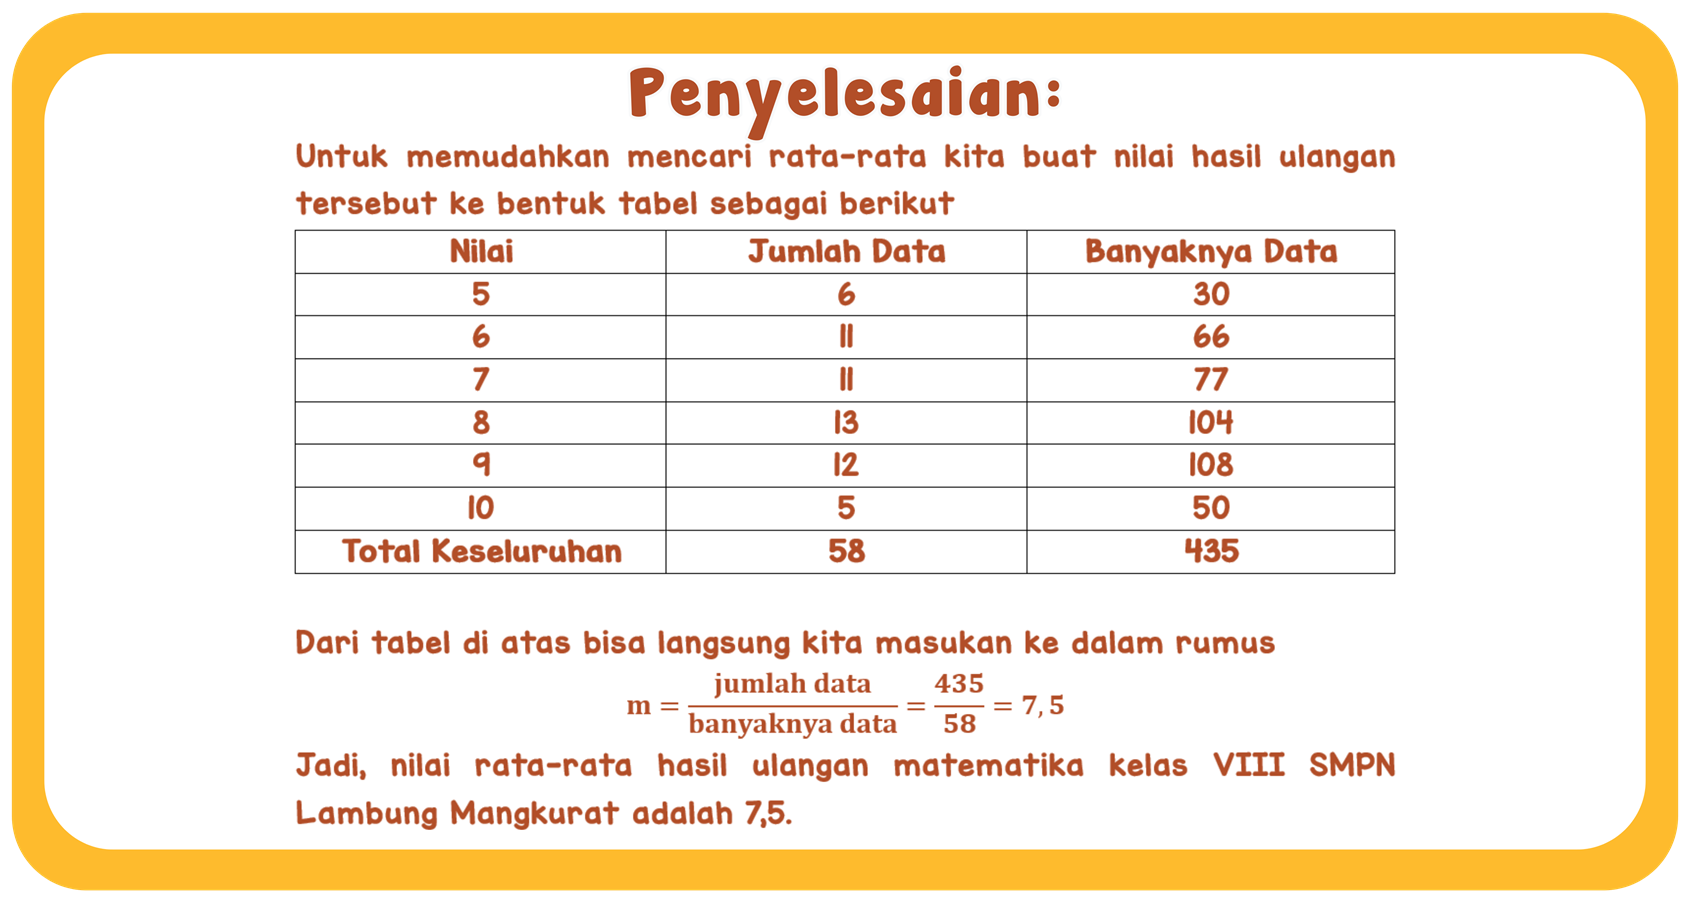 Penyelesaian:
Untuk memudahkan mencari rata-rata kita buat nilai hasil ulangan
tersebut ke bentuk tabel sebagai berikut
Nilai Jumlah Data Banyaknya Data
5 6 30
6 11 66
7 11 77
8 13 104
9 12 108
10 5 50
Total Keseluruhan 58 435
Dari tabel di atas bisa langsung kita masukan ke dalam rumus
m = jumlah data / banyaknya data = 435 / 58 = 7,5
Jadi, nilai rata-rata hasil ulangan matematika kelas VIII SMPN
Lambung Mangkurat adalah 7,5.